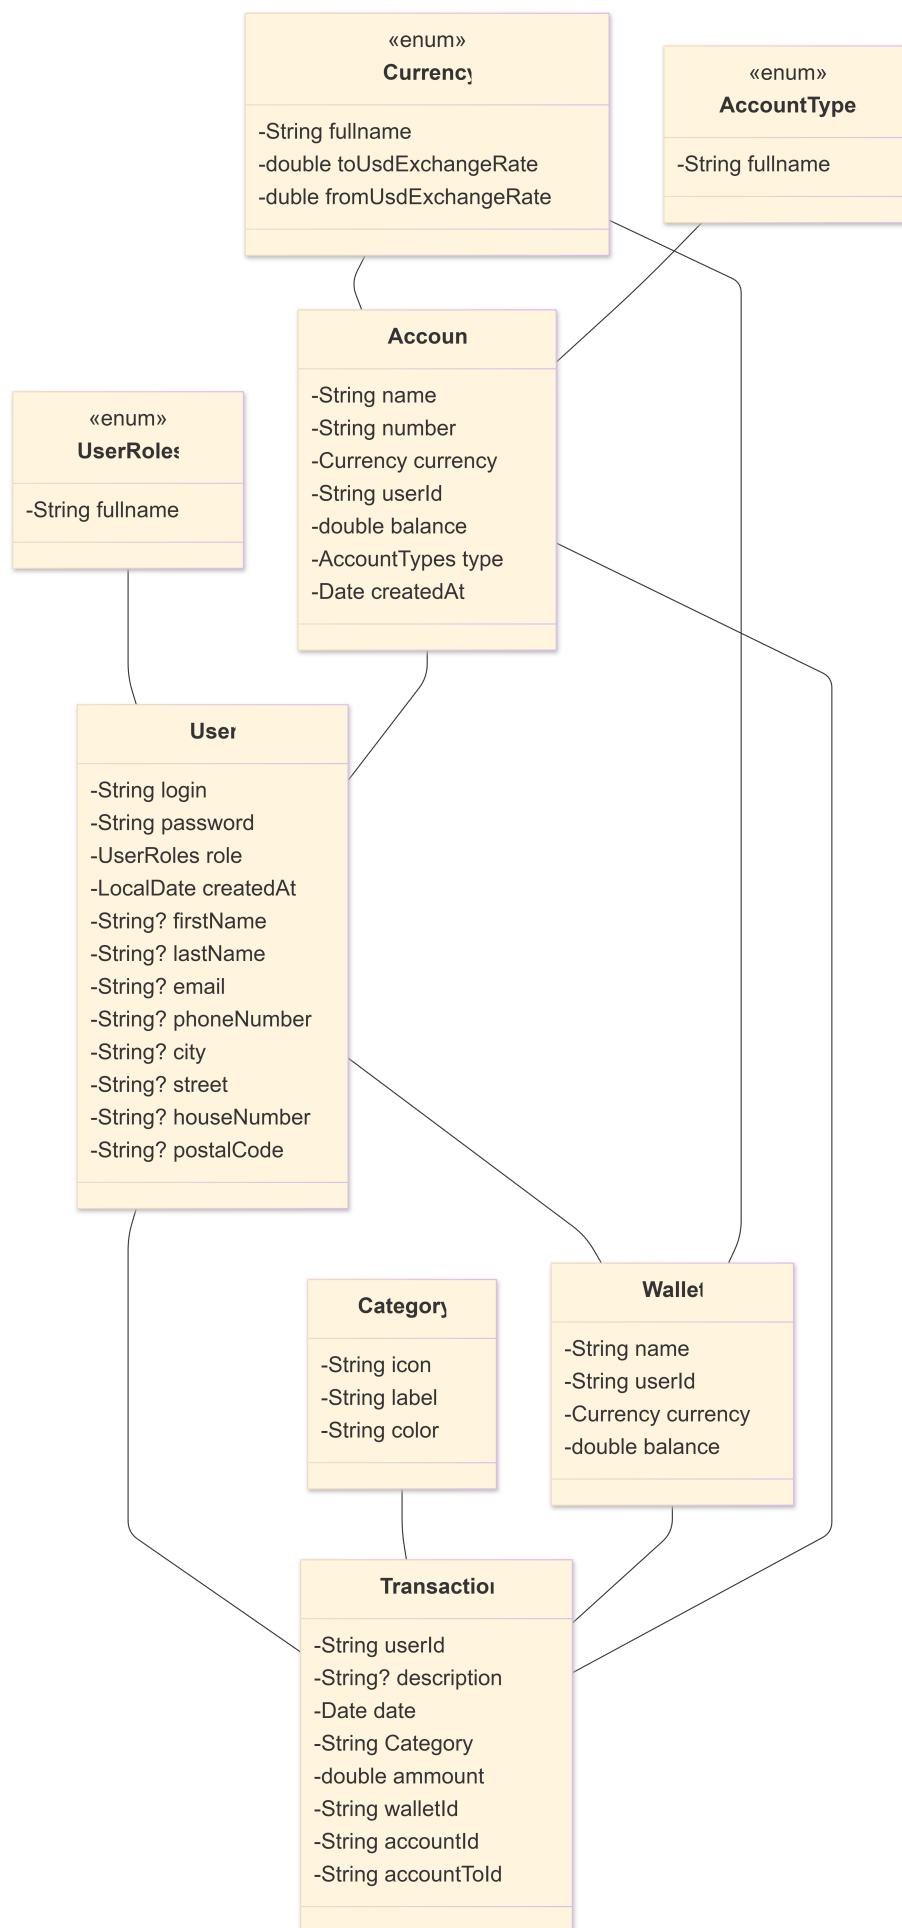 «enum»
Currency
-String fullname
-double toUsdExchangeRate
-duble fromUsdExchangeRate
«enum»
AccountType
-String fullname
Accoun
-String name
-String number
-Currency currency
-String userId
-double balance
-AccountTypes type
-Date createdAt
«enum»
UserRoles
-String fullname
User
-String login
-String password
-UserRoles role
-LocalDate createdAt
-String? firstName
-String? lastName
-String? email
-String? phoneNumber
-String? city
-String? street
-String? houseNumber
-String? postalCode
Category
-String icon
-String label
-String color
Wallet
-String name
-String userId
-Currency currency
-double balance
Transaction
-String userId
-String? description
-Date date
-String Category
-double ammount
-String walletId
-String accountId
-String accountToId